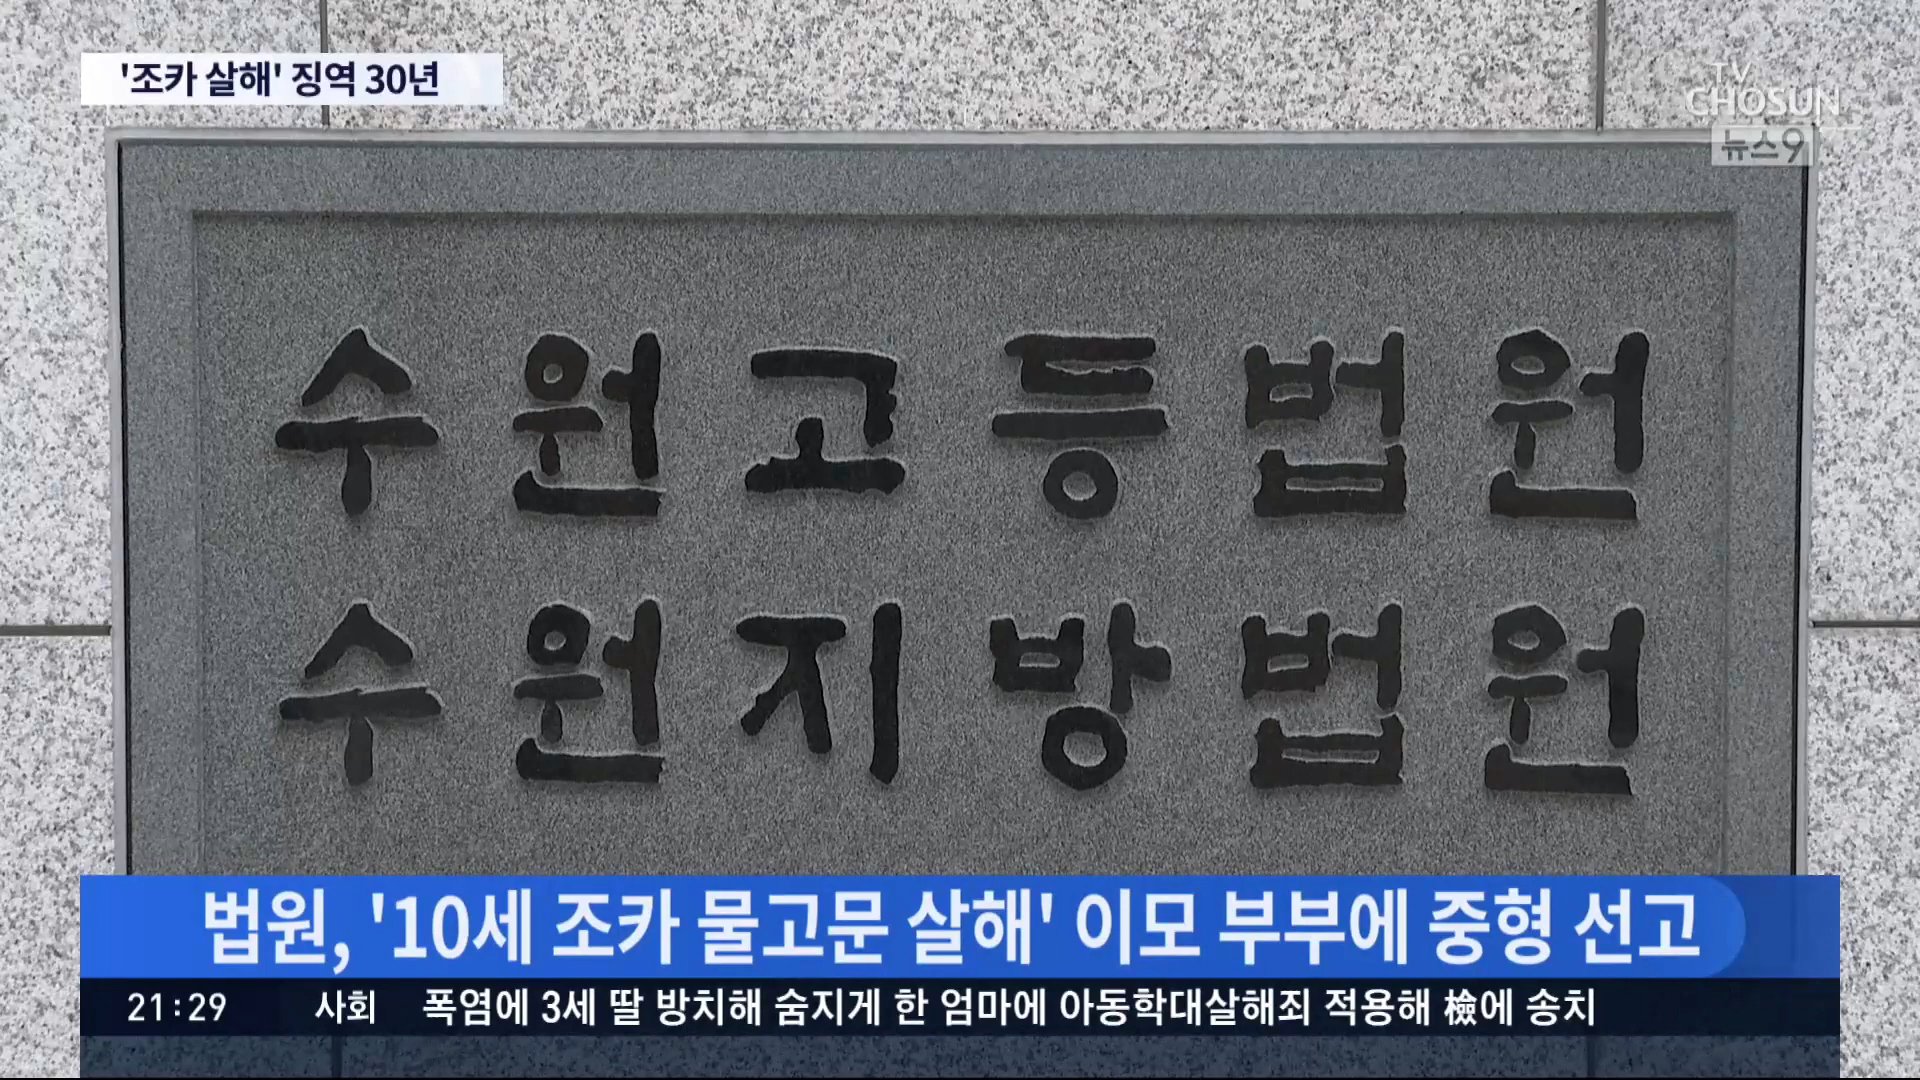 '조카 살해' 징역 30년
TV
CHOSUN
뉴스9
수원고등법원
수원지방법원
법원, '10세 조카 물고문 살해' 이모 부부에 중형 선고
21:29 사회 폭염에 3세 딸 방치해 숨지게 한 엄마에 아동학대살해죄 적용해 檢에 송치